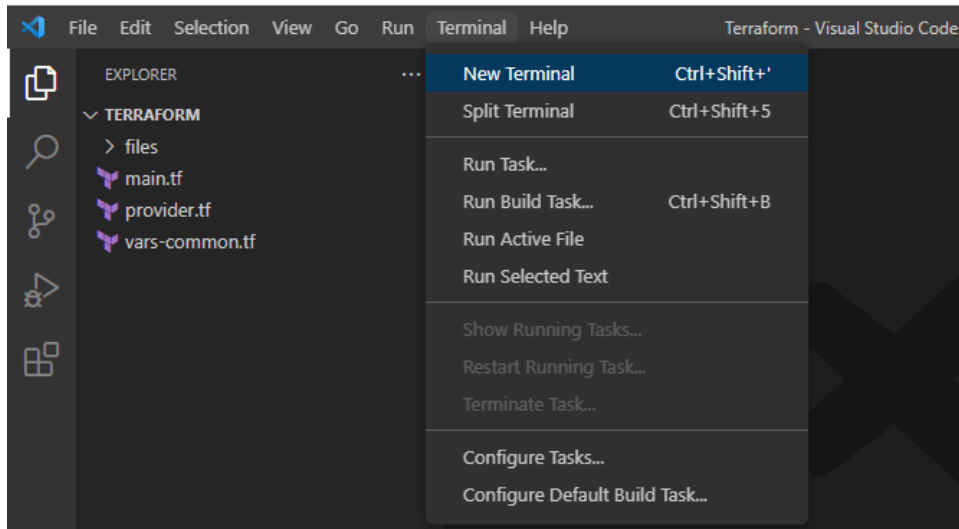 File Edit Selection View Go Run Terminal Help Terraform - Visual Studio Code
EXPLORER ...
TERRAFORM
files
main.tf
provider.tf
vars-common.tf
New Terminal Ctrl+Shift+'
Split Terminal Ctrl+Shift+5
Run Task...
Run Build Task... Ctrl+Shift+B
Run Active File
Run Selected Text
Show Running Tasks...
Restart Running Task...
Terminate Task...
Configure Tasks...
Configure Default Build Task...